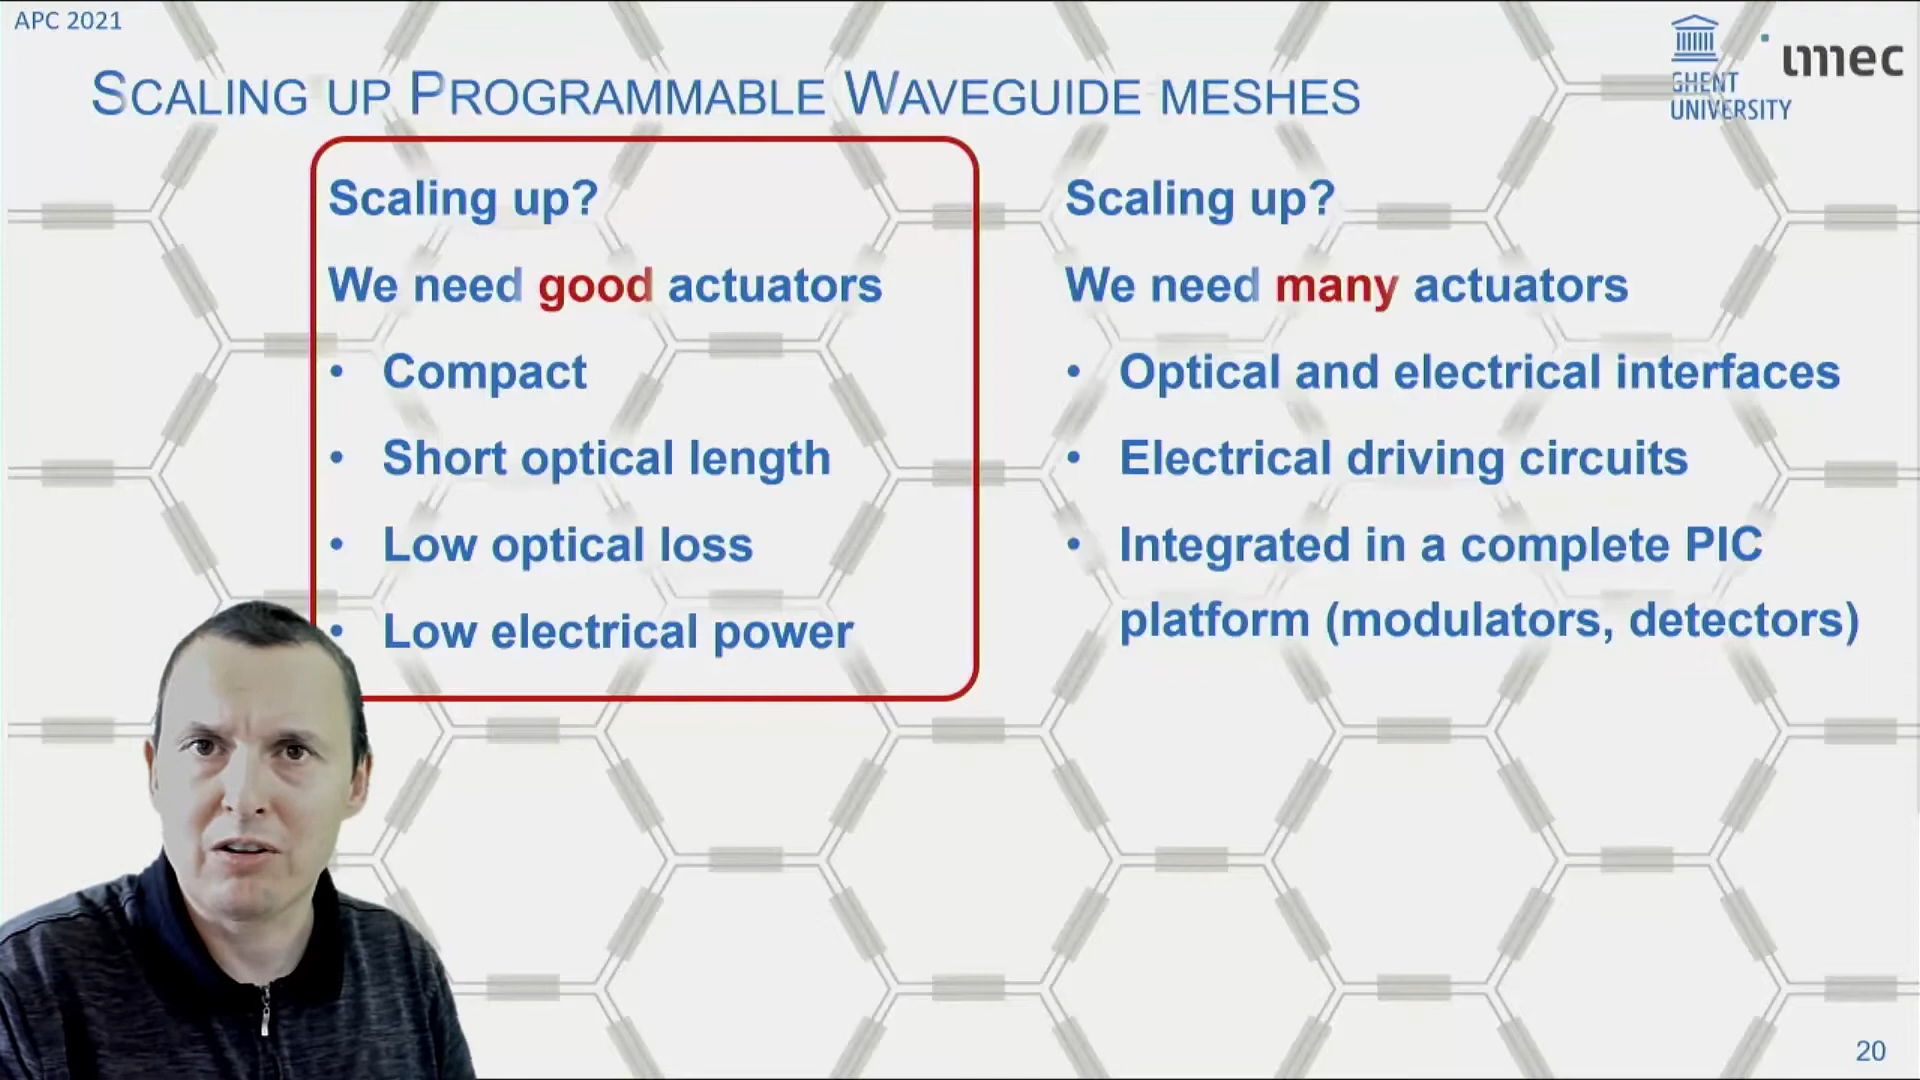 APC 2021
SCALING UP PROGRAMMABLE WAVEGUIDE MESHES
GHENT
UNIVERSITY
imec
Scaling up?
We need good actuators
• Compact
• Short optical length
• Low optical loss
• Low electrical power
Scaling up?
We need many actuators
• Optical and electrical interfaces
• Electrical driving circuits
• Integrated in a complete PIC
platform (modulators, detectors)
20